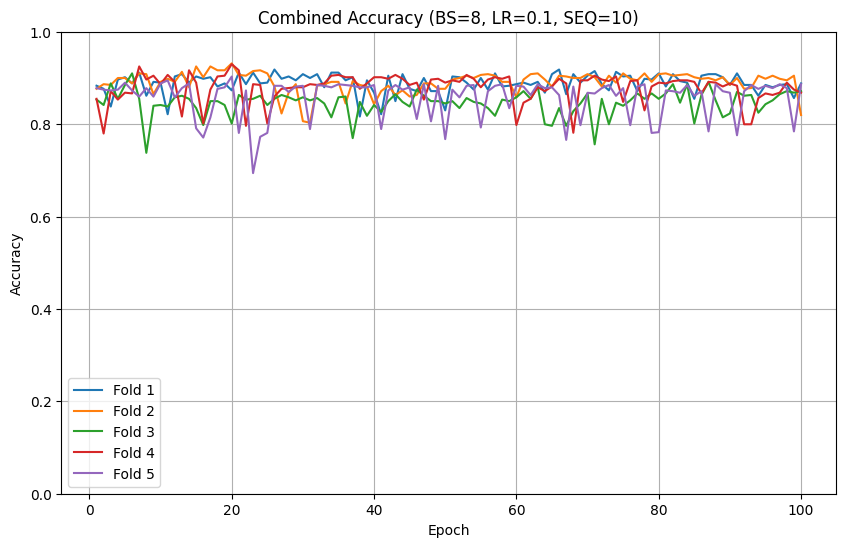 Combined Accuracy (BS=8, LR=0.1, SEQ=10)
Accuracy
1.0
0.8
0.6
0.4
0.2
0.0
Fold 1
Fold 2
Fold 3
Fold 4
Fold 5
0 20 40 60 80 100
Epoch